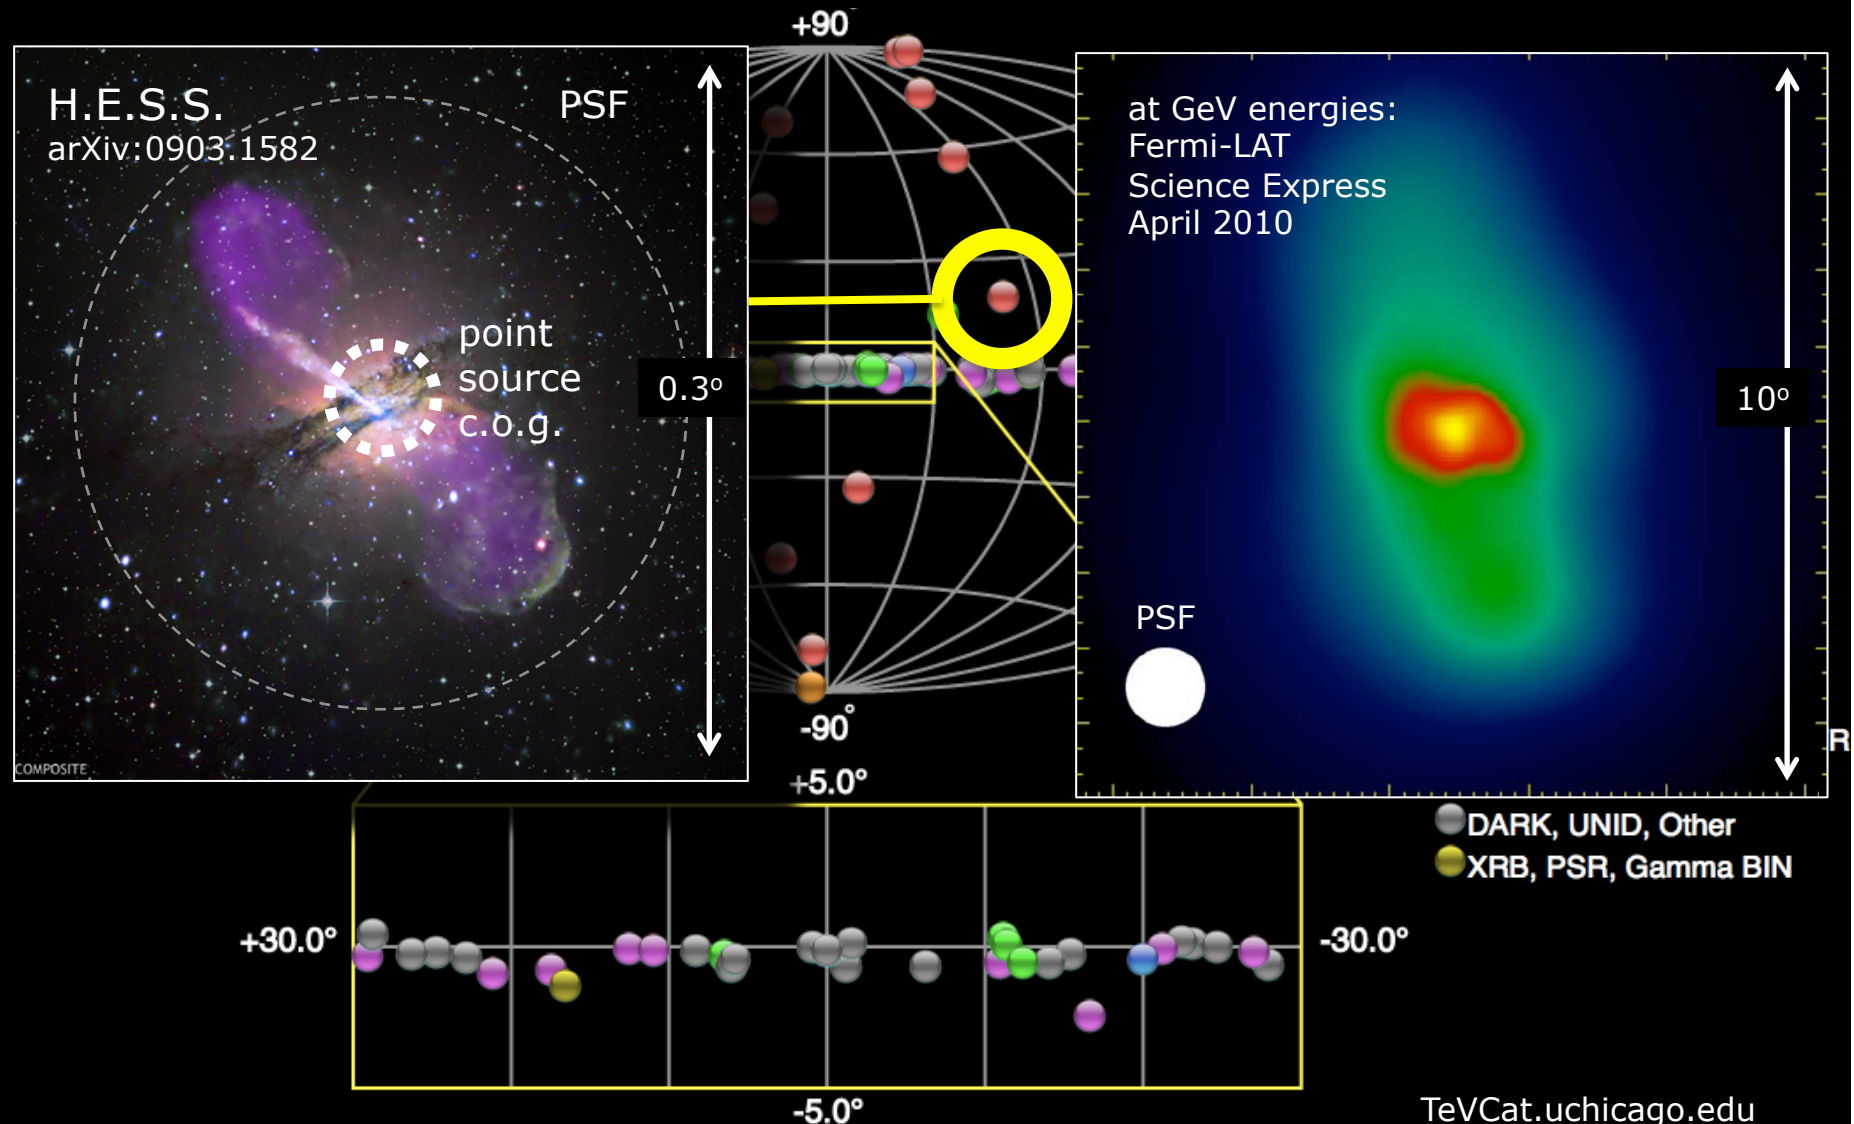 +90°
H.E.S.S.
arXiv:0903.1582
PSF
point
source
c.o.g.
0.3º
COMPOSITE
at GeV energies:
Fermi-LAT
Science Express
April 2010
10º
PSF
-90°
R
+5.0°
DARK, UNID, Other
XRB, PSR, Gamma BIN
+30.0°
-30.0°
-5.0°
TeVCat.uchicago.edu